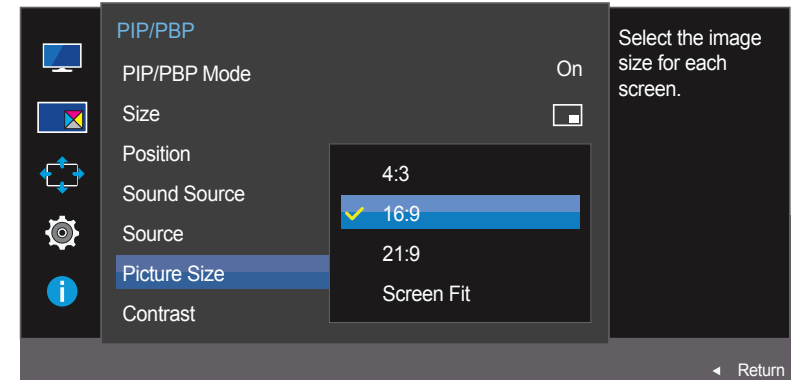 PIP/PBP
PIP/PBP Mode On
Size
Position
Sound Source
Source
Picture Size
Contrast
4:3
16:9
21:9
Screen Fit
Select the image
size for each
screen.
Return